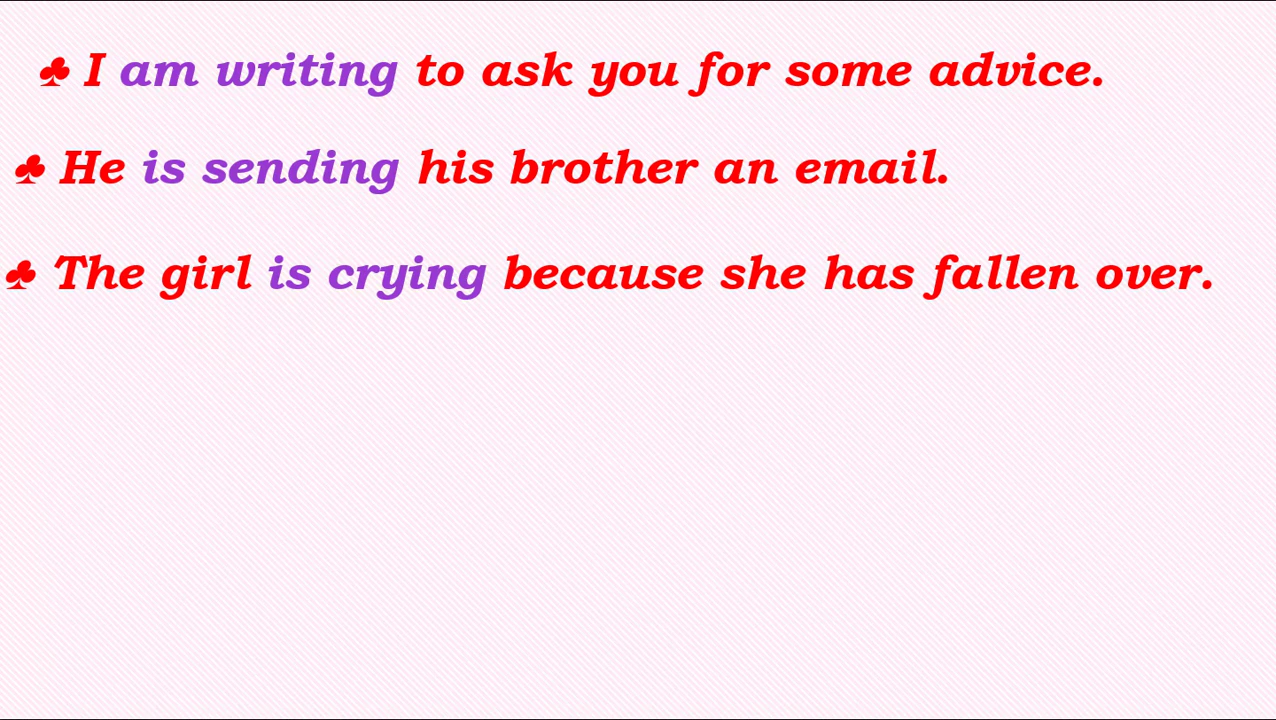 ♣ I am writing to ask you for some advice.
♣ He is sending his brother an email.
♣ The girl is crying because she has fallen over.